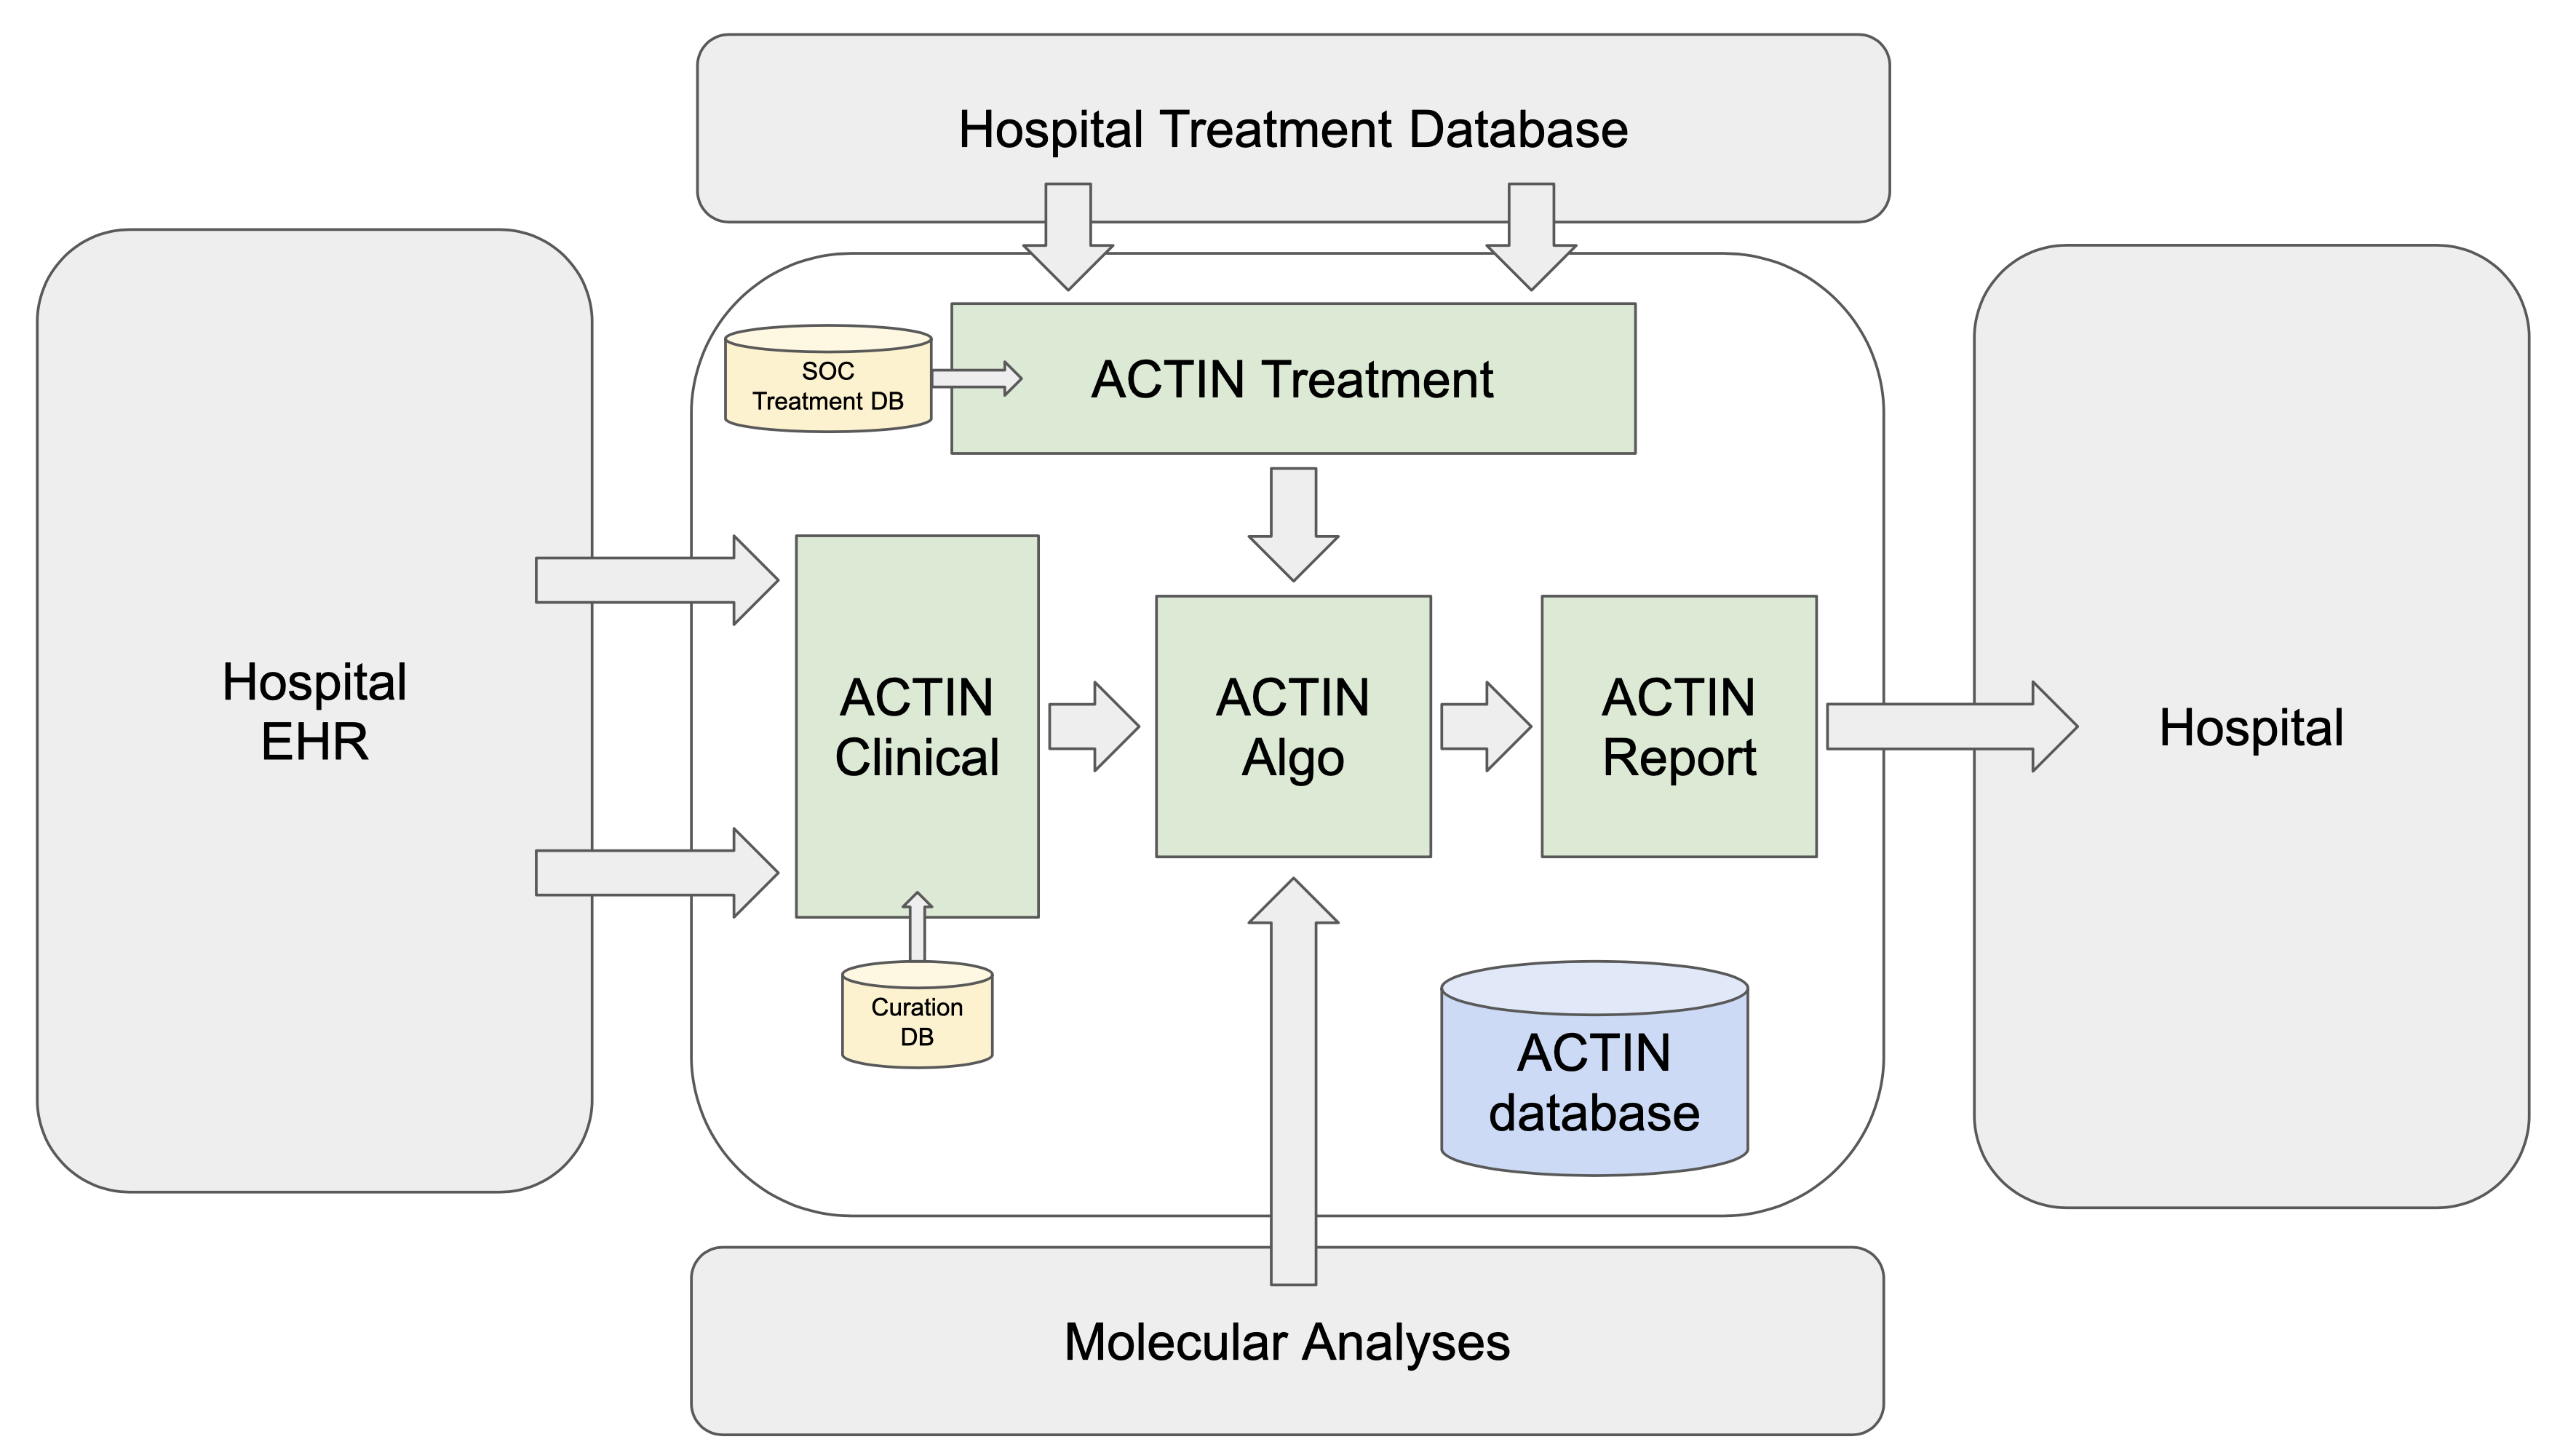 Hospital Treatment Database
SOC
Treatment DB
ACTIN Treatment
Hospital
EHR
ACTIN
Clinical
ACTIN
Algo
ACTIN
Report
Hospital
Curation
DB
ACTIN
database
Molecular Analyses